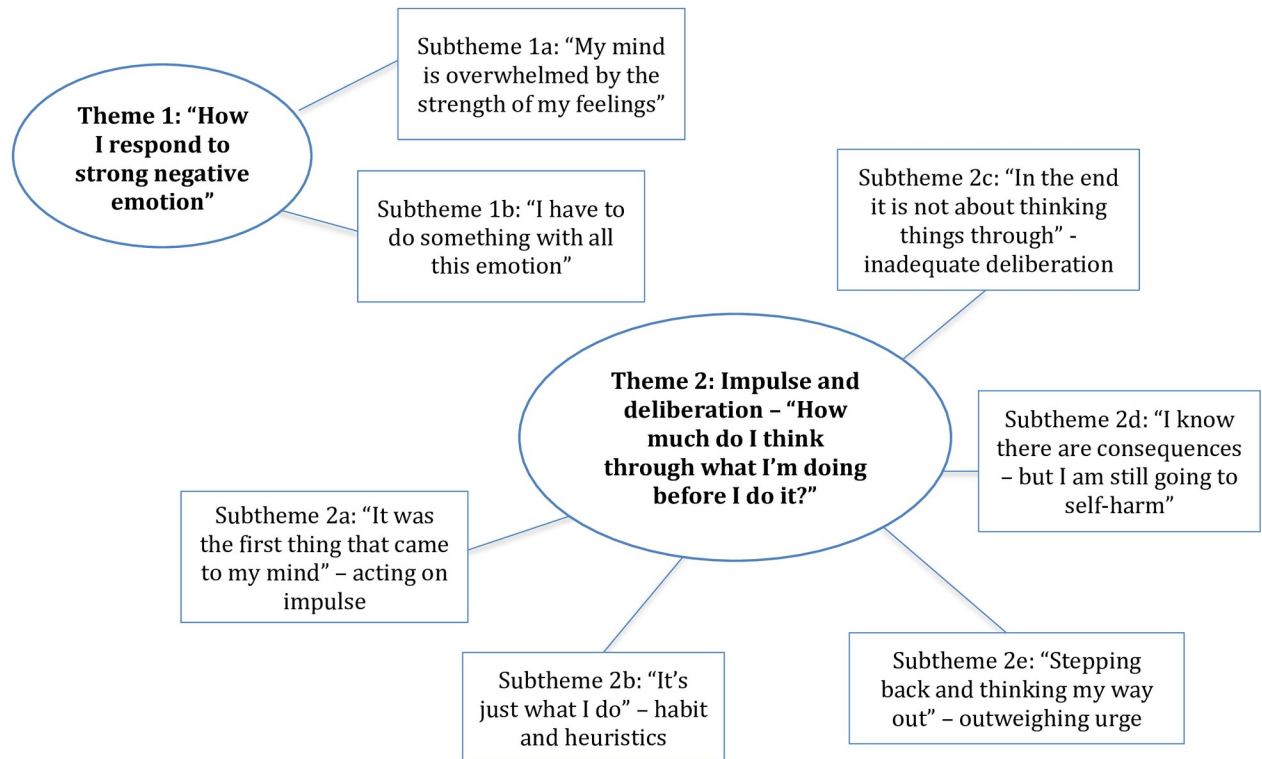 Theme 1: “How
I respond to
strong negative
emotion”
Subtheme 1a: “My mind
is overwhelmed by the
strength of my feelings”
Subtheme 1b: “I have to
do something with all
this emotion”
Theme 2: Impulse and
deliberation – “How
much do I think
through what I’m doing
before I do it?”
Subtheme 2a: “It was
the first thing that came
to my mind” – acting on
impulse
Subtheme 2b: “It’s
just what I do” – habit
and heuristics
Subtheme 2c: “In the end
it is not about thinking
things through” -
inadequate deliberation
Subtheme 2d: “I know
there are consequences
– but I am still going to
self-harm”
Subtheme 2e: “Stepping
back and thinking my way
out” – outweighing urge